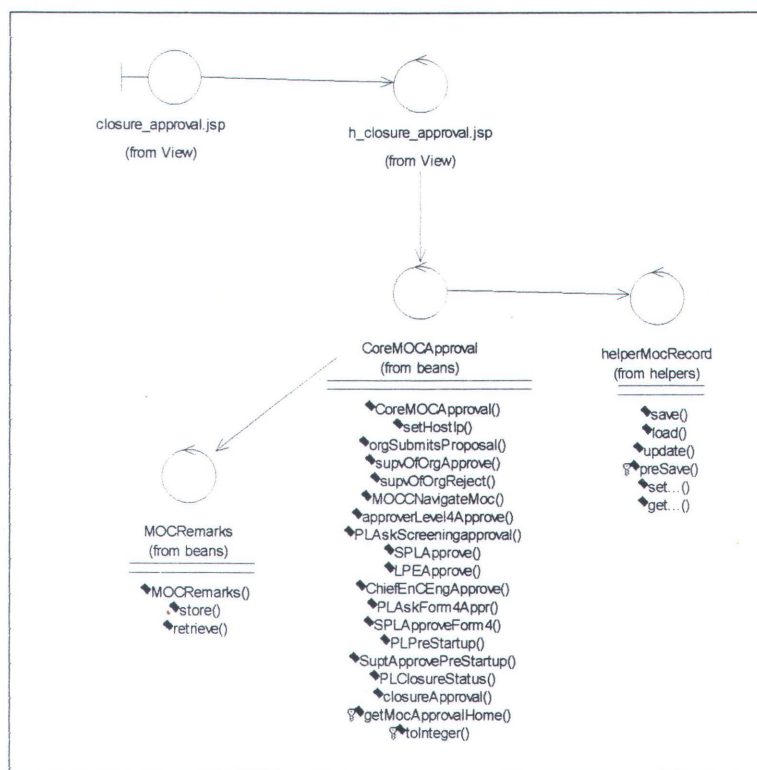 closure_approval.jsp
(from View)
h_closure_approval.jsp
(from View)
CoreMOCApproval
(from beans)
CoreMOCApproval()
setHostIp()
orgSubmitsProposal()
supvOfOrgApprove()
supvOfOrgReject()
MOCCNavigateMoc()
approverLevel4Approve()
PLAskScreeningapproval()
SPLApprove()
LPEApprove()
ChiefEnCEngApprove()
PLAskForm4Appr()
SPLApproveForm4()
PLPreStartup()
SuptApprovePreStartup()
PLClosureStatus()
closureApproval()
getMocApprovalHome()
toInteger()
helperMocRecord
(from helpers)
save()
load()
update()
preSave()
set...()
get...()
MOCRemarks
(from beans)
MOCRemarks()
store()
retrieve()